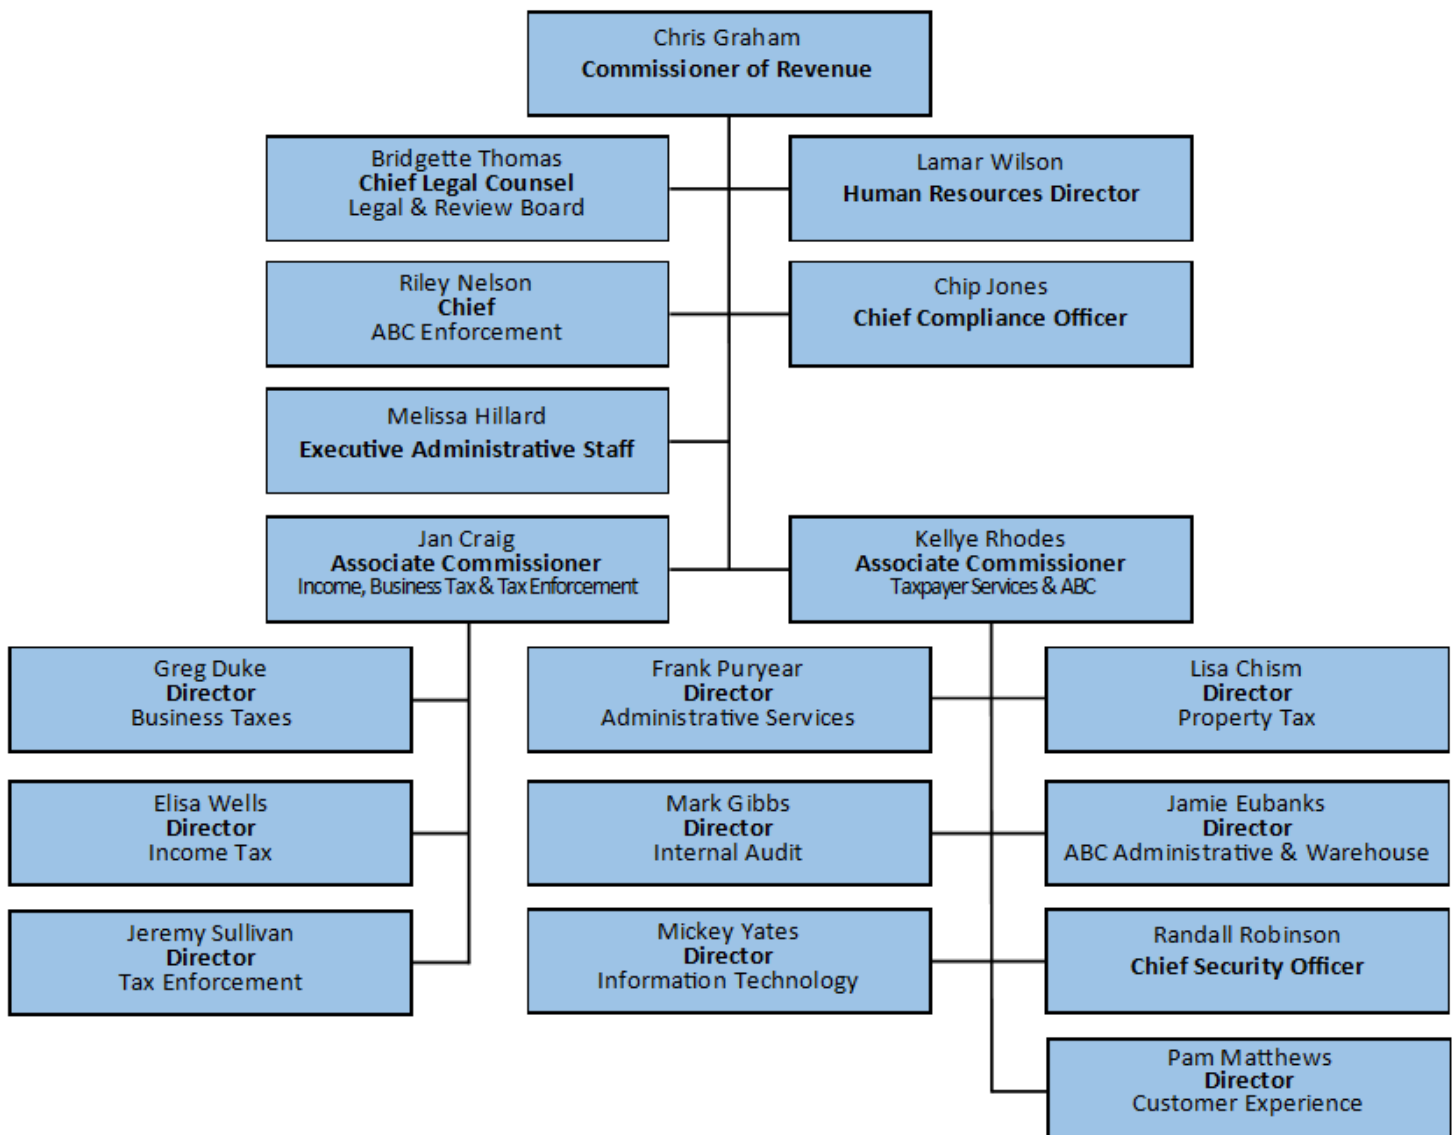 Chris Graham
Commissioner of Revenue
Bridgette Thomas
Chief Legal Counsel
Legal & Review Board
Lamar Wilson
Human Resources Director
Riley Nelson
Chief
ABC Enforcement
Chip Jones
Chief Compliance Officer
Melissa Hillard
Executive Administrative Staff
Jan Craig
Associate Commissioner
Income, Business Tax & Tax Enforcement
Kellye Rhodes
Associate Commissioner
Taxpayer Services & ABC
Greg Duke
Director
Business Taxes
Frank Puryear
Director
Administrative Services
Lisa Chism
Director
Property Tax
Elisa Wells
Director
Income Tax
Mark Gibbs
Director
Internal Audit
Jamie Eubanks
Director
ABC Administrative & Warehouse
Jeremy Sullivan
Director
Tax Enforcement
Mickey Yates
Director
Information Technology
Randall Robinson
Chief Security Officer
Pam Matthews
Director
Customer Experience